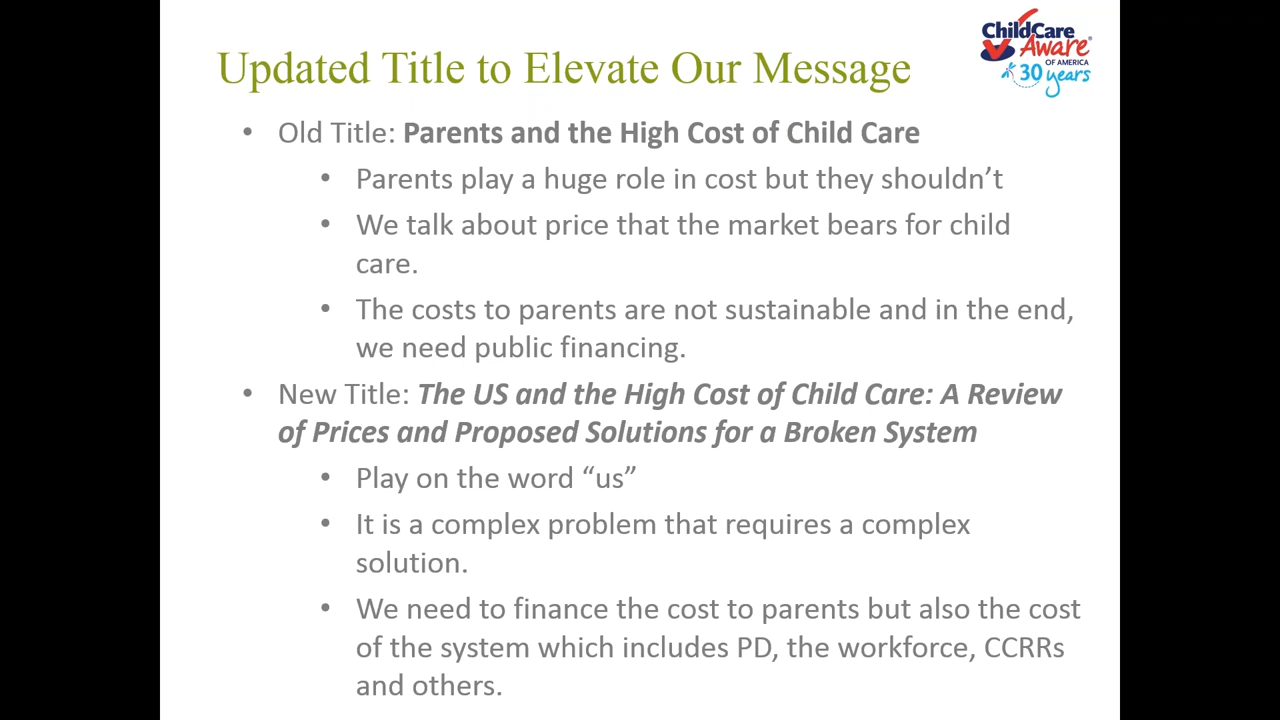 ChildCare
Aware®
OF AMERICA
30 years
Updated Title to Elevate Our Message
• Old Title: Parents and the High Cost of Child Care
• Parents play a huge role in cost but they shouldn’t
• We talk about price that the market bears for child
care.
• The costs to parents are not sustainable and in the end,
we need public financing.
• New Title: The US and the High Cost of Child Care: A Review
of Prices and Proposed Solutions for a Broken System
• Play on the word “us”
• It is a complex problem that requires a complex
solution.
• We need to finance the cost to parents but also the cost
of the system which includes PD, the workforce, CCRRs
and others.